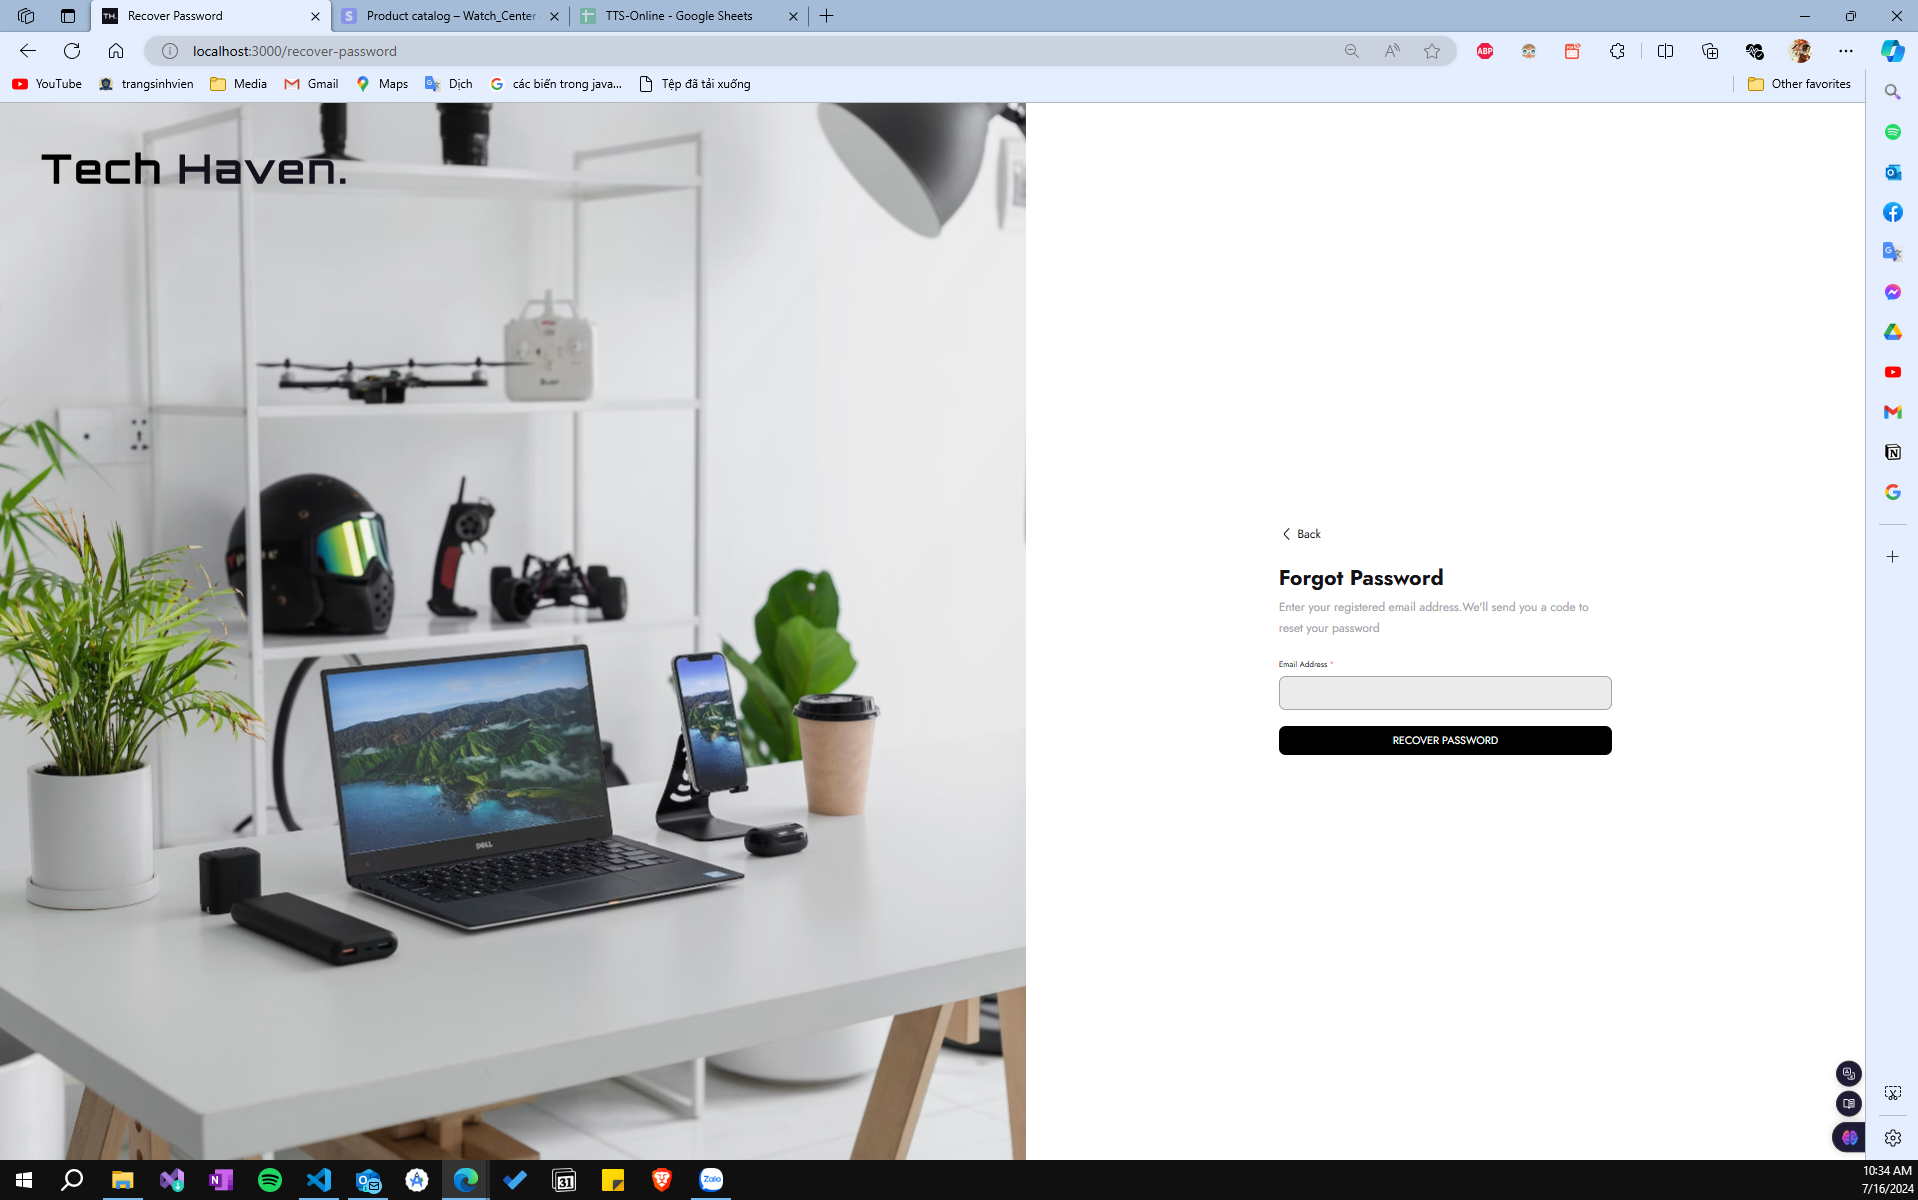 Recover Password
Product catalog – Watch_Center
TTS-Online - Google Sheets
localhost:3000/recover-password
YouTube
trangsinhvien
Media
Gmail
Maps
Dịch
các biến trong java...
Tệp đã tải xuống
Other favorites
Tech Haven.
DELL
Back
Forgot Password
Enter your registered email address.We'll send you a code to
reset your password
Email Address *
RECOVER PASSWORD
10:34 AM
7/16/2024